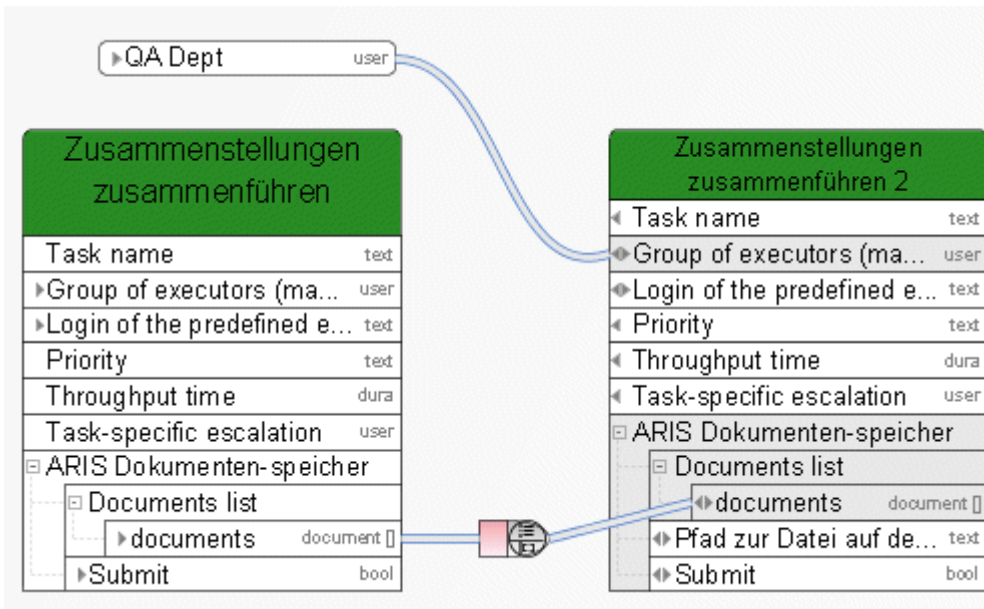 QA Dept user
Zusammenstellungen
zusammenführen
Task name text
Group of executors (ma... user
Login of the predefined e... text
Priority text
Throughput time dura
Task-specific escalation user
ARIS Dokumenten-speicher
Documents list
documents document []
Submit bool
Zusammenstellungen
zusammenführen 2
Task name text
Group of executors (ma... user
Login of the predefined e... text
Priority text
Throughput time dura
Task-specific escalation user
ARIS Dokumenten-speicher
Documents list
documents document []
Pfad zur Datei auf de... text
Submit bool